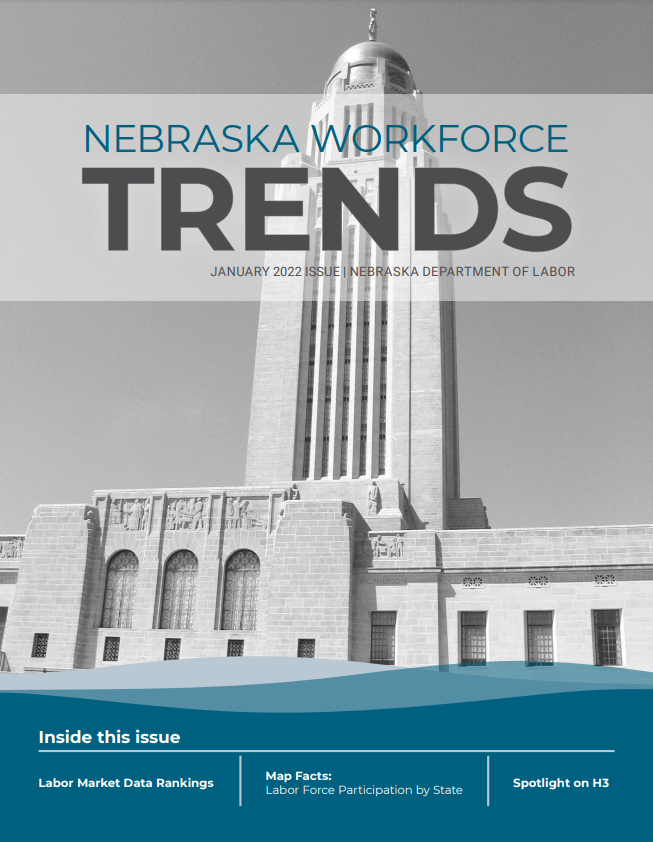 NEBRASKA WORKFORCE
TRENDS
JANUARY 2022 ISSUE | NEBRASKA DEPARTMENT OF LABOR
Inside this issue
Labor Market Data Rankings
Map Facts:
Labor Force Participation by State
Spotlight on H3